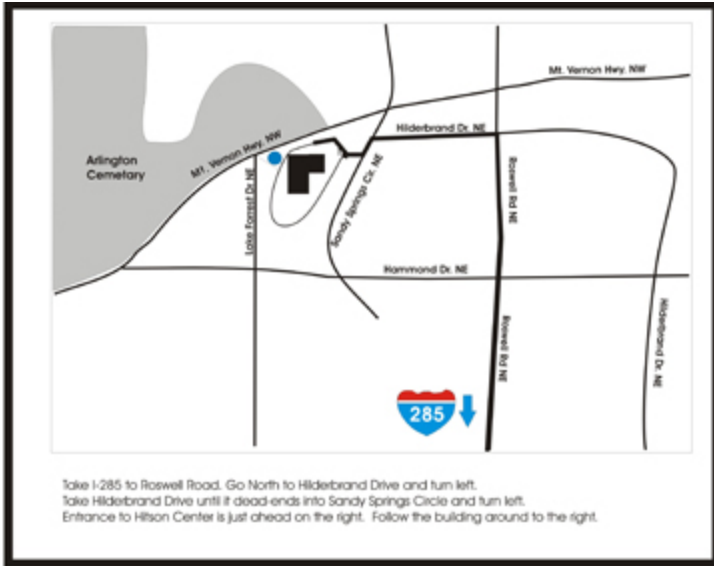 Mt. Vernon Hwy. NW
Hilderbrand Dr. NE
Arlington
Cemetary
Mt. Vernon Hwy. NW
Lake Forrest Dr NE
Sandy Springs Cir. NE
Roswell Rd NE
Hammond Dr. NE
Roswell Rd NE
Hilderbrand Dr. NE
285
Take I-285 to Roswell Road. Go North to Hilderbrand Drive and turn left.
Take Hilderbrand Drive until it dead-ends into Sandy Springs Circle and turn left.
Entrance to Hitson Center is just ahead on the right. Follow the building around to the right.